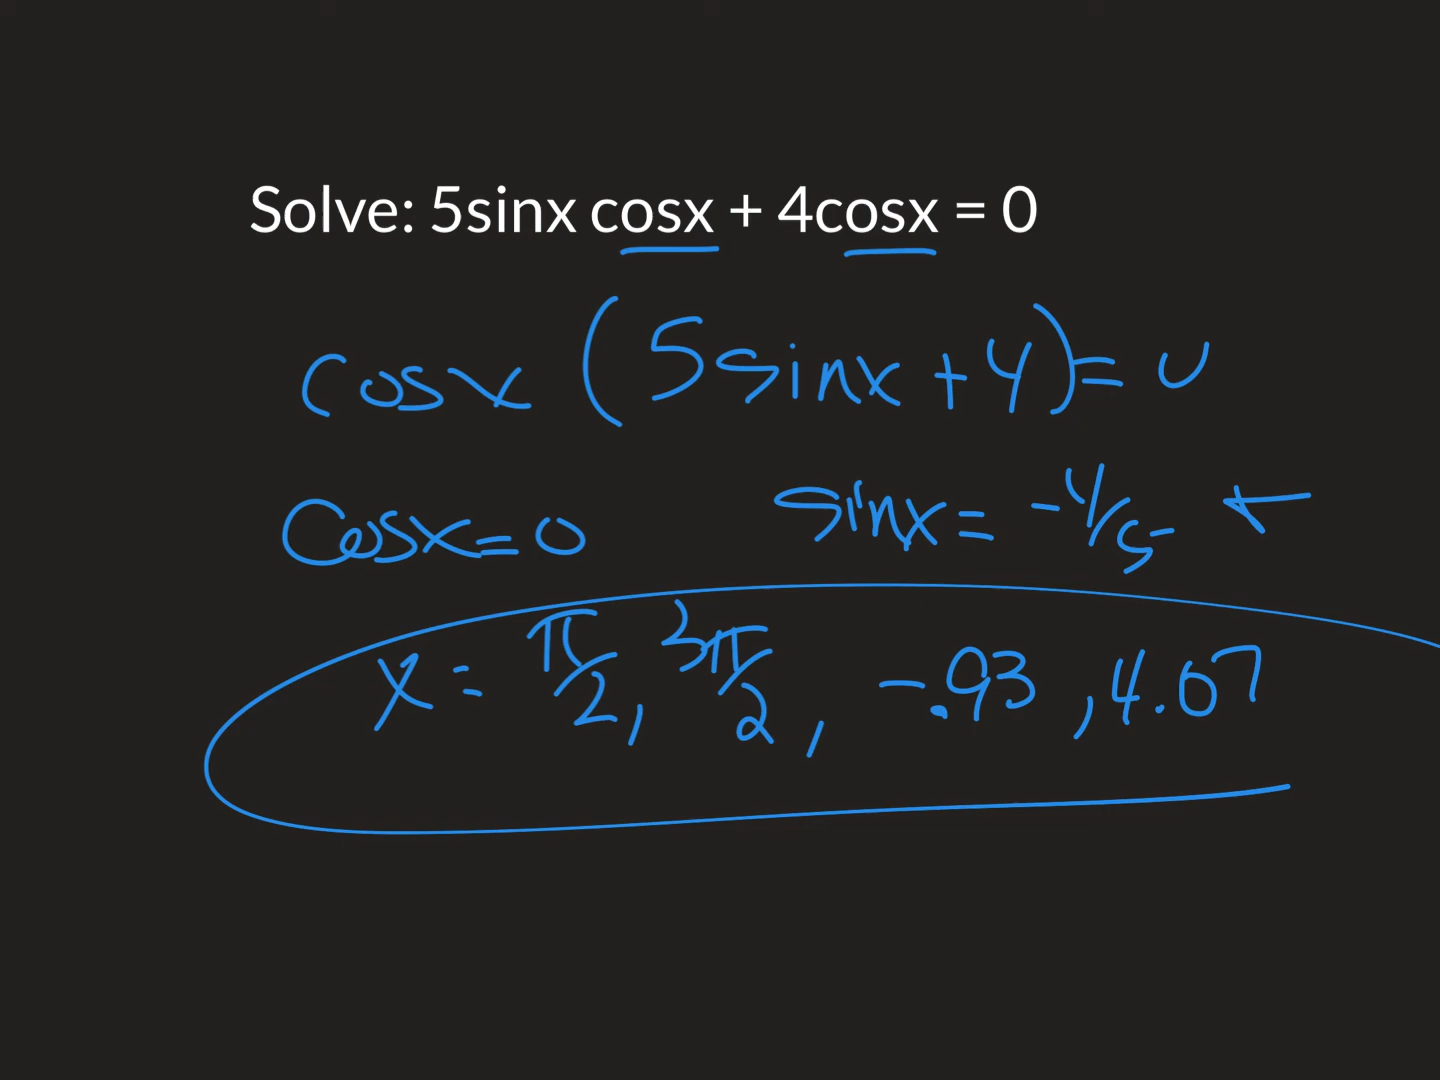 Solve: 5sinx cosx + 4cosx = 0
cosx (5sinx+4)=0
cosx=0 sinx= -4/5
x = π/2, 3π/2, -.93, 4.07